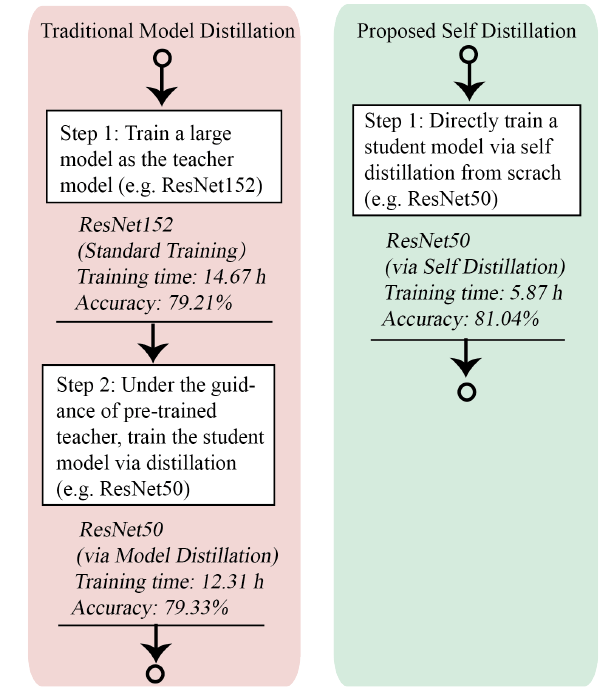 Traditional Model Distillation
Step 1: Train a large
model as the teacher
model (e.g. ResNet152)
ResNet152
(Standard Training)
Training time: 14.67 h
Accuracy: 79.21%
Step 2: Under the guid-
ance of pre-trained
teacher, train the student
model via distillation
(e.g. ResNet50)
ResNet50
(via Model Distillation)
Training time: 12.31 h
Accuracy: 79.33%
Proposed Self Distillation
Step 1: Directly train a
student model via self
distillation from scrach
(e.g. ResNet50)
ResNet50
(via Self Distillation)
Training time: 5.87 h
Accuracy: 81.04%